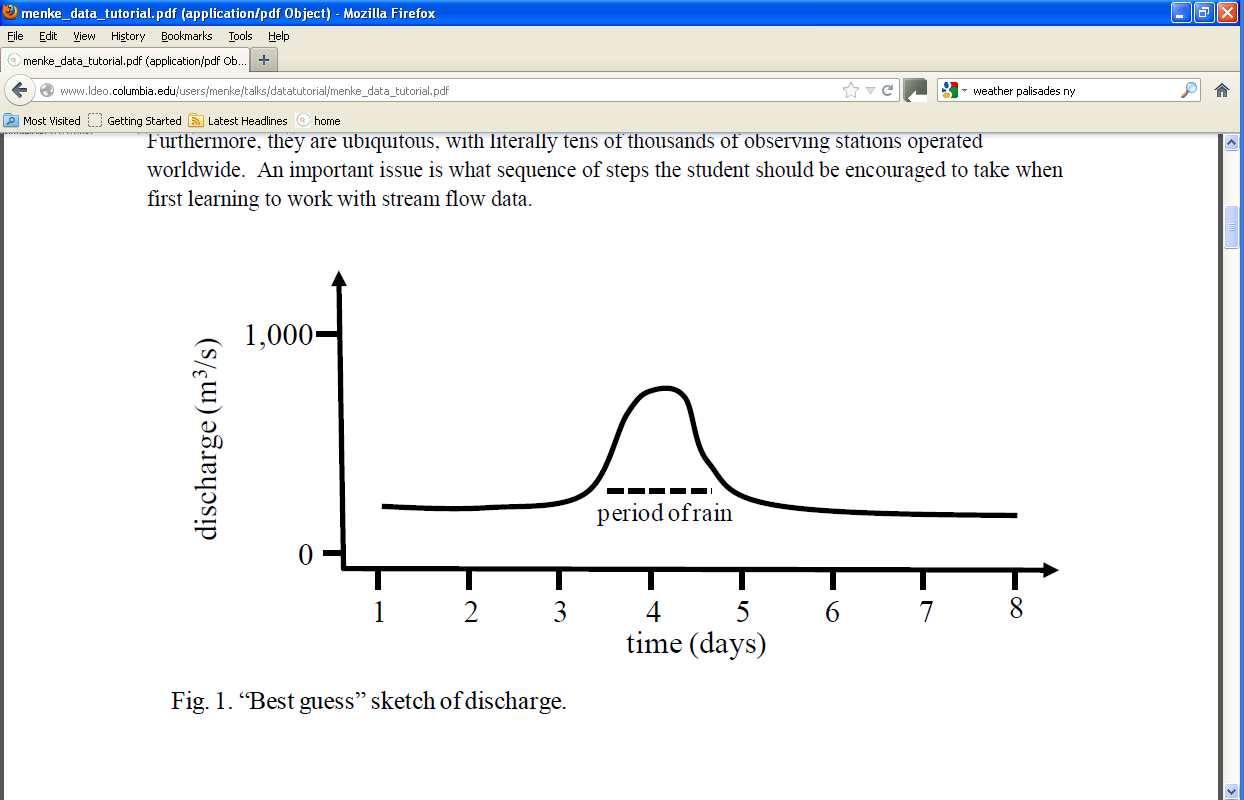 menke_data_tutorial.pdf (application/pdf Object) - Mozilla Firefox
File Edit View History Bookmarks Tools Help
menke_data_tutorial.pdf (application/pdf Ob...
www.ldeo.columbia.edu/users/menke/talks/datatutorial/menke_data_tutorial.pdf
weather palisades ny
Most Visited Getting Started Latest Headlines home
Furthermore, they are ubiquitous, with literally tens of thousands of observing stations operated
worldwide. An important issue is what sequence of steps the student should be encouraged to take when
first learning to work with stream flow data.
1,000
discharge (m³/s)
period of rain
0
1 2 3 4 5 6 7 8
time (days)
Fig. 1. “Best guess” sketch of discharge.